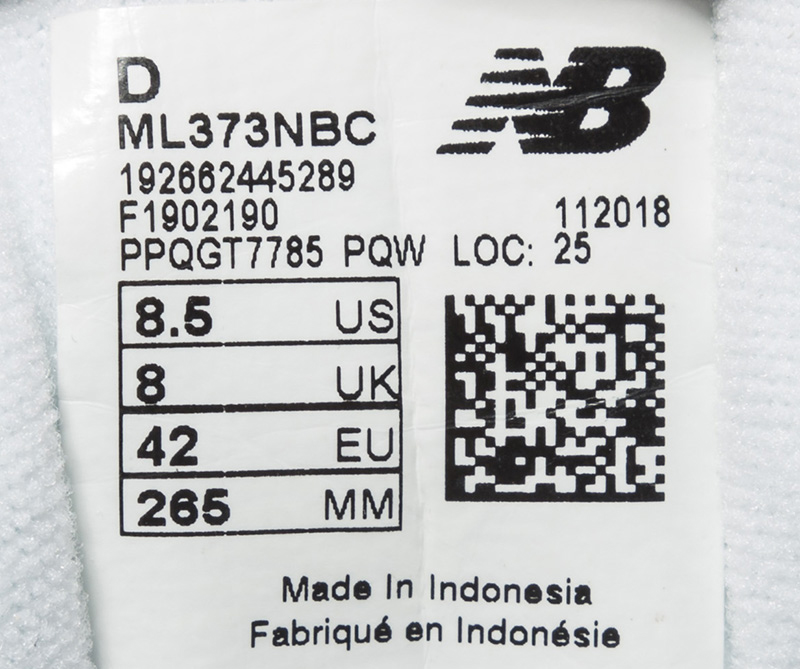 D
NB
ML373NBC
192662445289
F1902190 112018
PPQGT7785 PQW LOC: 25
8.5 US
8 UK
42 EU
265 MM
Made In Indonesia
Fabriqué en Indonésie